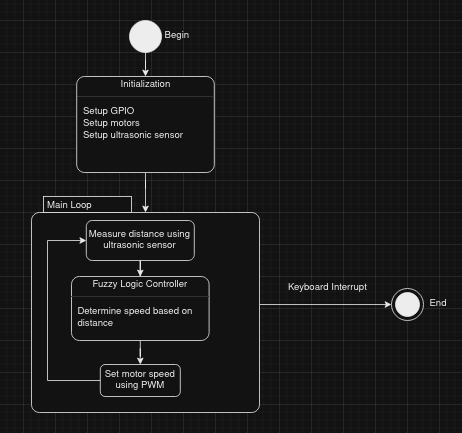 Begin
Initialization
Setup GPIO
Setup motors
Setup ultrasonic sensor
Main Loop
Measure distance using
ultrasonic sensor
Fuzzy Logic Controller
Determine speed based on
distance
Set motor speed
using PWM
Keyboard Interrupt
End